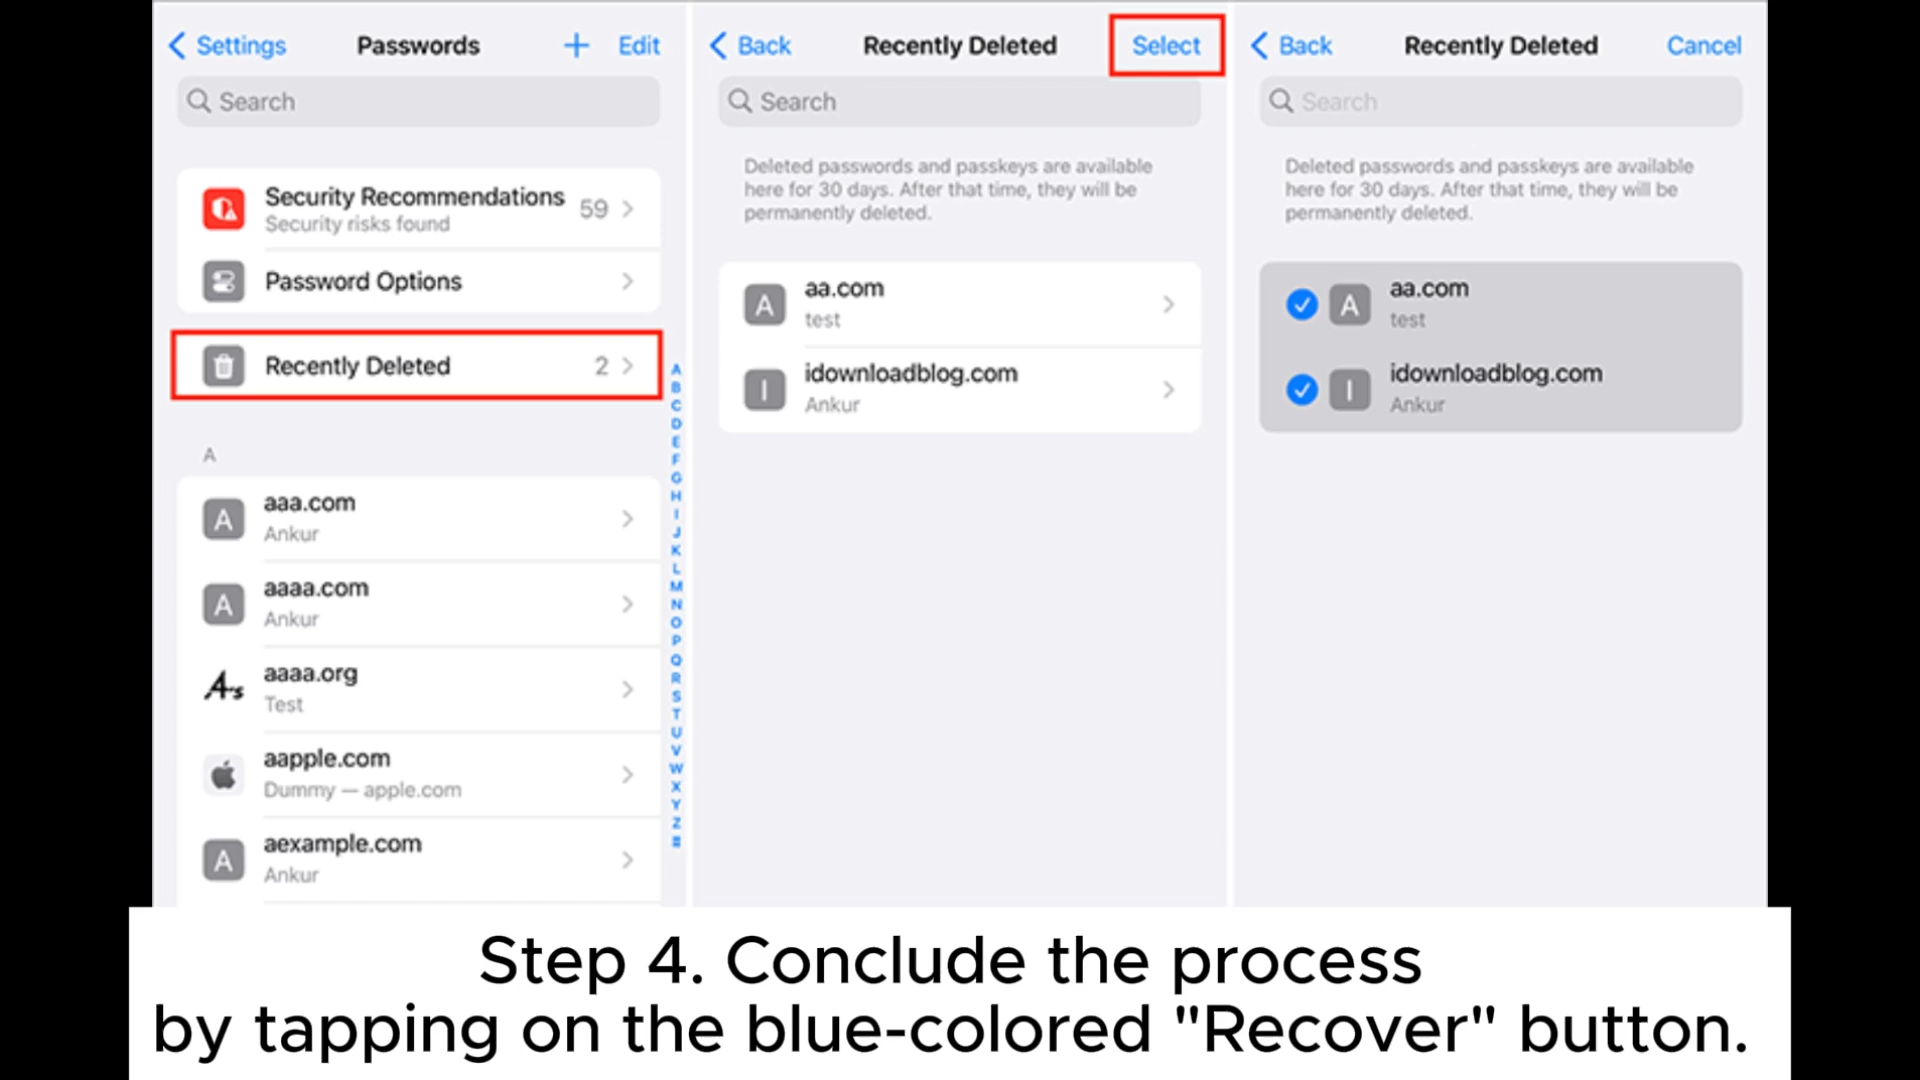 Settings
Passwords
Edit
Search
Security Recommendations
Security risks found
59
Password Options
Recently Deleted
2
A
A
aaa.com
Ankur
A
aaaa.com
Ankur
As
aaaa.org
Test
aapple.com
Dummy — apple.com
A
aexample.com
Ankur
A
B
C
D
E
F
G
H
I
J
K
L
M
N
O
P
Q
R
S
T
U
V
W
X
Y
Z
#
Back
Recently Deleted
Select
Search
Deleted passwords and passkeys are available
here for 30 days. After that time, they will be
permanently deleted.
A
aa.com
test
I
idownloadblog.com
Ankur
Back
Recently Deleted
Cancel
Search
Deleted passwords and passkeys are available
here for 30 days. After that time, they will be
permanently deleted.
A
aa.com
test
I
idownloadblog.com
Ankur
Step 4. Conclude the process
by tapping on the blue-colored "Recover" button.